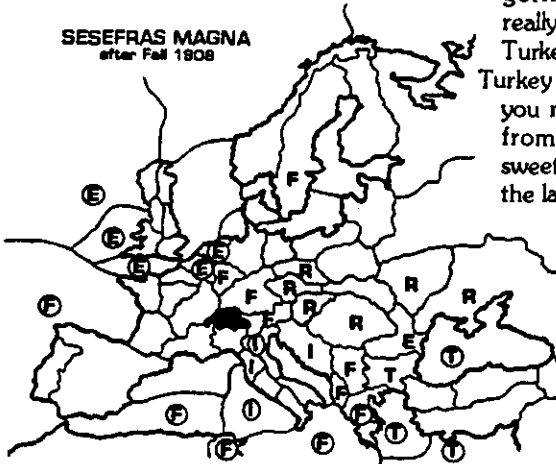 SESEFRAS MAGNA
after Fall 1908
really
Turke
Turkey
you
from
sweet
the la
F
E
E
E
E E F R
R F R R
F R
F R E
I I T
I F T
F
F I F
F F T T